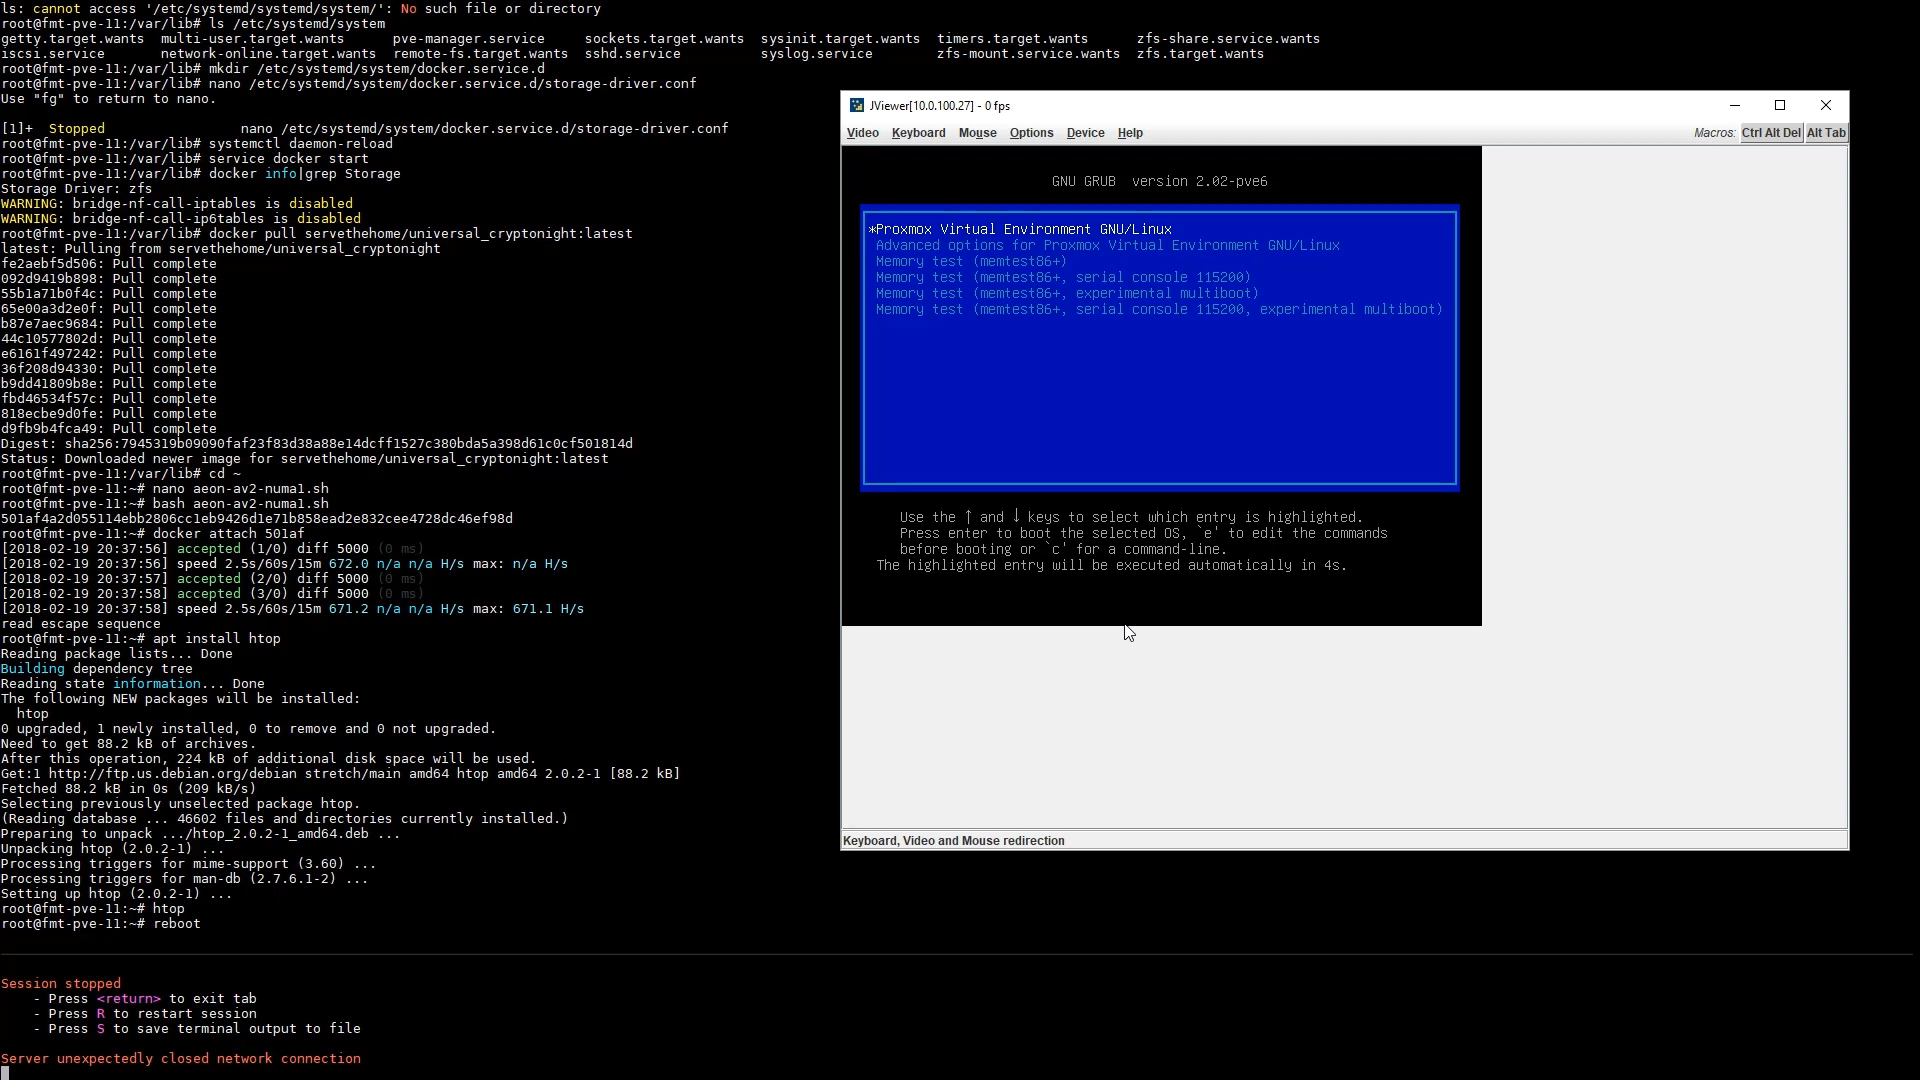 ls: cannot access '/etc/systemd/systemd/system/': No such file or directory
root@fmt-pve-11:/var/lib# ls /etc/systemd/system
getty.target.wants  multi-user.target.wants      pve-manager.service     sockets.target.wants  sysinit.target.wants  timers.target.wants      zfs-share.service.wants
iscsi.service       network-online.target.wants  remote-fs.target.wants  sshd.service          syslog.service        zfs-mount.service.wants  zfs.target.wants
root@fmt-pve-11:/var/lib# mkdir /etc/systemd/system/docker.service.d
root@fmt-pve-11:/var/lib# nano /etc/systemd/system/docker.service.d/storage-driver.conf
Use "fg" to return to nano.
[1]+  Stopped                 nano /etc/systemd/system/docker.service.d/storage-driver.conf
root@fmt-pve-11:/var/lib# systemctl daemon-reload
root@fmt-pve-11:/var/lib# service docker start
root@fmt-pve-11:/var/lib# docker info|grep Storage
Storage Driver: zfs
WARNING: bridge-nf-call-iptables is disabled
WARNING: bridge-nf-call-ip6tables is disabled
root@fmt-pve-11:/var/lib# docker pull servethehome/universal_cryptonight:latest
latest: Pulling from servethehome/universal_cryptonight
fe2aebf5d506: Pull complete
092d9419b898: Pull complete
55b1a71b0f4c: Pull complete
65e00a3d2e0f: Pull complete
b87e7aec9684: Pull complete
44c10577802d: Pull complete
e6161f497242: Pull complete
36f208d94330: Pull complete
b9dd41809b8e: Pull complete
fbd46534f57c: Pull complete
818ecbe9d0fe: Pull complete
d9fb9b4fca49: Pull complete
Digest: sha256:7945319b09090faf23f83d38a88e14dcff1527c380bda5a398d61c0cf501814d
Status: Downloaded newer image for servethehome/universal_cryptonight:latest
root@fmt-pve-11:/var/lib# cd ~
root@fmt-pve-11:~# nano aeon-av2-numa1.sh
root@fmt-pve-11:~# bash aeon-av2-numa1.sh
501af4a2d055114ebb2806cc1eb9426d1e71b858ead2e832cee4728dc46ef98d
root@fmt-pve-11:~# docker attach 501af
[2018-02-19 20:37:56] accepted (1/0) diff 5000 (0 ms)
[2018-02-19 20:37:56] speed 2.5s/60s/15m 672.0 n/a n/a H/s max: n/a H/s
[2018-02-19 20:37:57] accepted (2/0) diff 5000 (0 ms)
[2018-02-19 20:37:58] accepted (3/0) diff 5000 (0 ms)
[2018-02-19 20:37:58] speed 2.5s/60s/15m 671.2 n/a n/a H/s max: 671.1 H/s
read escape sequence
root@fmt-pve-11:~# apt install htop
Reading package lists... Done
Building dependency tree
Reading state information... Done
The following NEW packages will be installed:
  htop
0 upgraded, 1 newly installed, 0 to remove and 0 not upgraded.
Need to get 88.2 kB of archives.
After this operation, 224 kB of additional disk space will be used.
Get:1 http://ftp.us.debian.org/debian stretch/main amd64 htop amd64 2.0.2-1 [88.2 kB]
Fetched 88.2 kB in 0s (209 kB/s)
Selecting previously unselected package htop.
(Reading database ... 46602 files and directories currently installed.)
Preparing to unpack .../htop_2.0.2-1_amd64.deb ...
Unpacking htop (2.0.2-1) ...
Processing triggers for mime-support (3.60) ...
Processing triggers for man-db (2.7.6.1-2) ...
Setting up htop (2.0.2-1) ...
root@fmt-pve-11:~# htop
root@fmt-pve-11:~# reboot
Session stopped
    - Press <return> to exit tab
    - Press R to restart session
    - Press S to save terminal output to file
Server unexpectedly closed network connection
JViewer[10.0.100.27] - 0 fps
Video Keyboard Mouse Options Device Help Macros: Ctrl Alt Del Alt Tab
GNU GRUB  version 2.02-pve6
*Proxmox Virtual Environment GNU/Linux
Advanced options for Proxmox Virtual Environment GNU/Linux
Memory test (memtest86+)
Memory test (memtest86+, serial console 115200)
Memory test (memtest86+, experimental multiboot)
Memory test (memtest86+, serial console 115200, experimental multiboot)
Use the ↑ and ↓ keys to select which entry is highlighted.
Press enter to boot the selected OS, `e' to edit the commands
before booting or `c' for a command-line.
The highlighted entry will be executed automatically in 4s.
Keyboard, Video and Mouse redirection